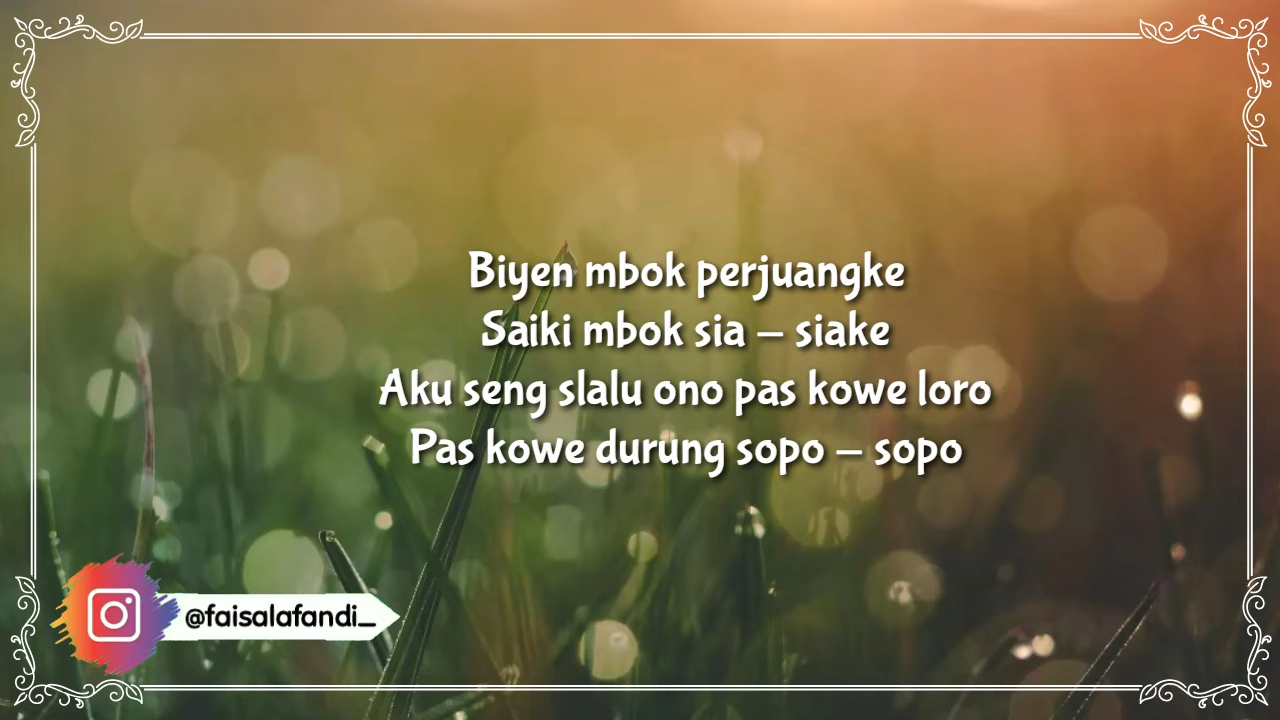 Biyen mbok perjuangke
Saiki mbok sia – siake
Aku seng slalu ono pas kowe loro
Pas kowe durung sopo – sopo
@faisalafandi_